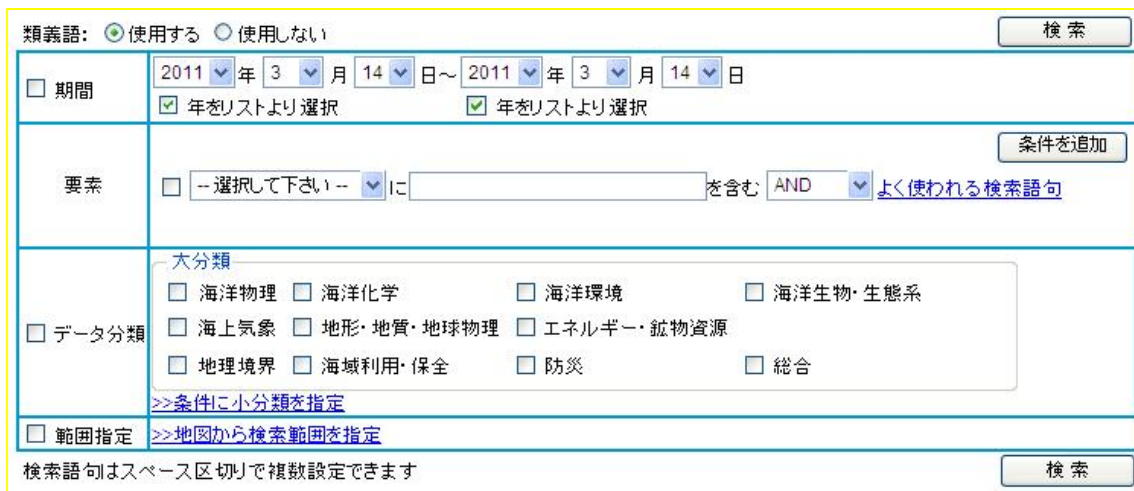 類義語: 使用する 使用しない 検索
期間 2011 年 3 月 14 日～ 2011 年 3 月 14 日
年をリストより選択 年をリストより選択
条件を追加
要素 -- 選択して下さい -- に を含む AND よく使われる検索語句
大分類
海洋物理 海洋化学 海洋環境 海洋生物・生態系
データ分類 海上気象 地形・地質・地球物理 エネルギー・鉱物資源
地理境界 海域利用・保全 防災 総合
>>条件に小分類を指定
範囲指定 >>地図から検索範囲を指定
検索語句はスペース区切りで複数設定できます 検索